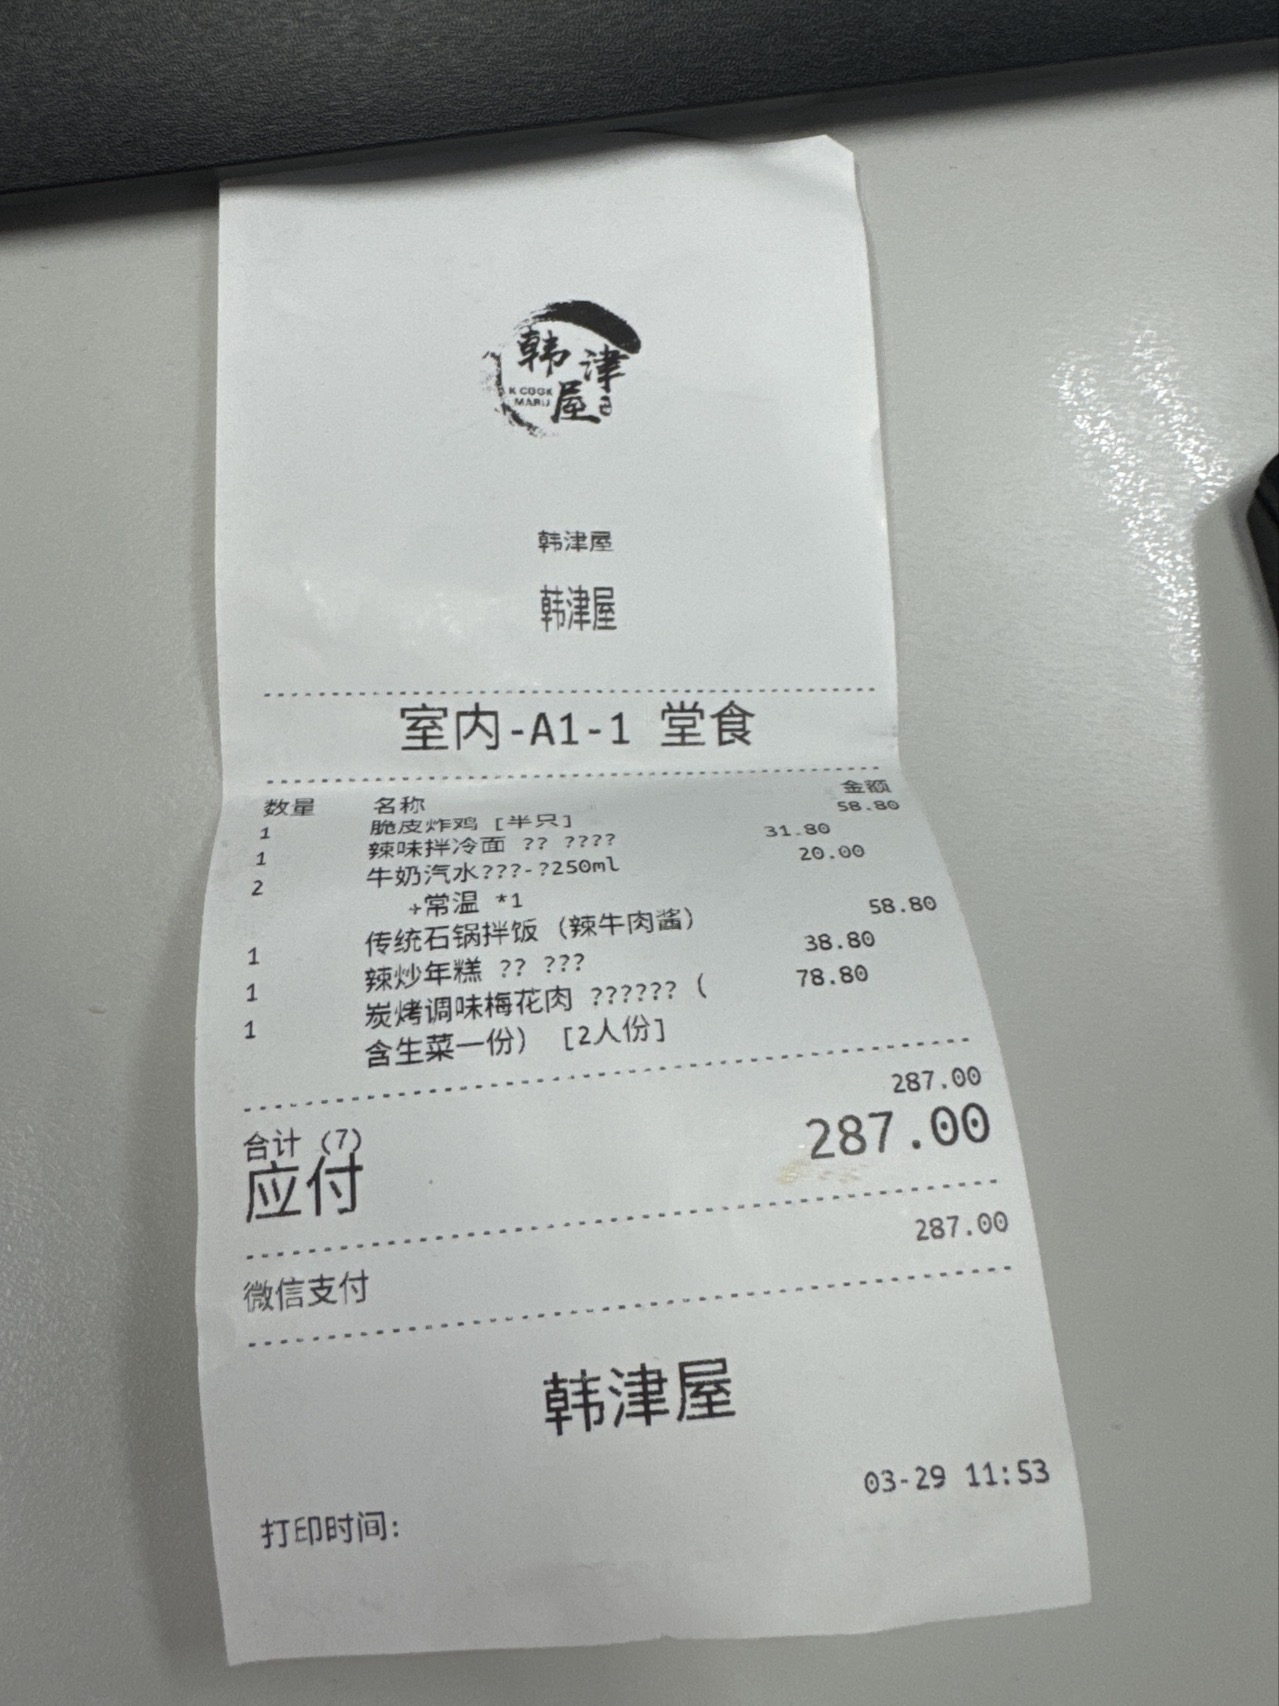 韩津屋
K COOK
MARU
韩津屋
韩津屋
室内-A1-1 堂食
数量 名称 金额
1 脆皮炸鸡 [半只] 58.80
1 辣味拌冷面 ?? ???? 31.80
2 牛奶汽水???-?250ml 20.00
+常温 *1
1 传统石锅拌饭 (辣牛肉酱) 58.80
1 辣炒年糕 ?? ??? 38.80
1 炭烤调味梅花肉 ?????? ( 78.80
含生菜一份) [2人份]
合计 (7) 287.00
应付 287.00
微信支付 287.00
韩津屋
打印时间: 03-29 11:53